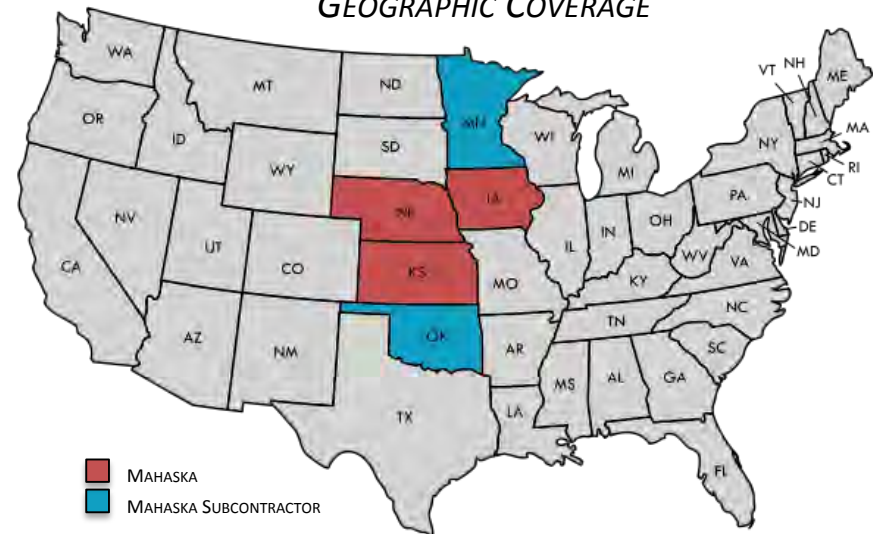 GEOGRAPHIC COVERAGE
WA
MT
ND
MN
VT
NH
ME
OR
ID
SD
WI
NY
MA
WY
MI
RI
CT
NV
NE
IA
PA
NJ
UT
IL
IN
OH
DE
CA
CO
KS
MO
WV
VA
MD
KY
AZ
NM
OK
AR
TN
NC
SC
TX
LA
MS
AL
GA
FL
MAHASKA
MAHASKA SUBCONTRACTOR